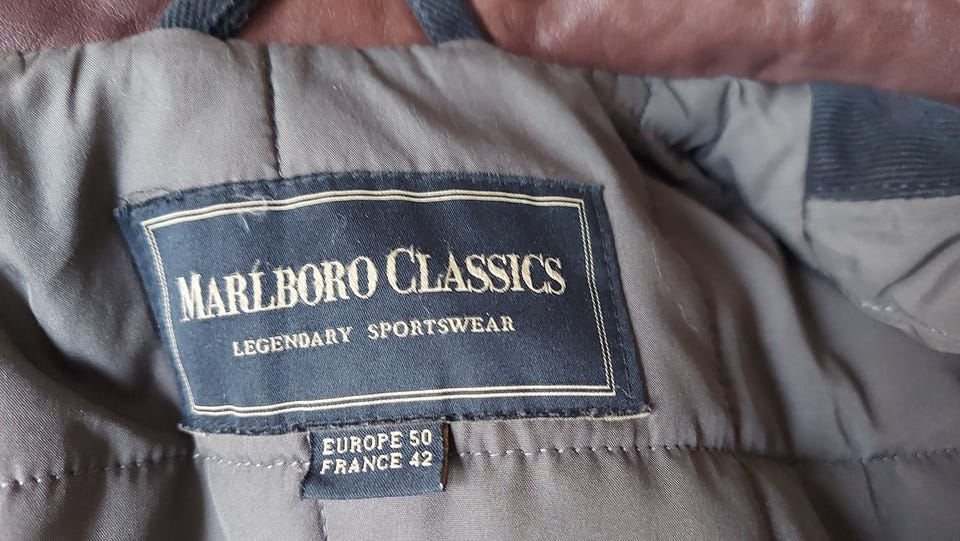 MARLBORO CLASSICS
LEGENDARY SPORTSWEAR
EUROPE 50
FRANCE 42